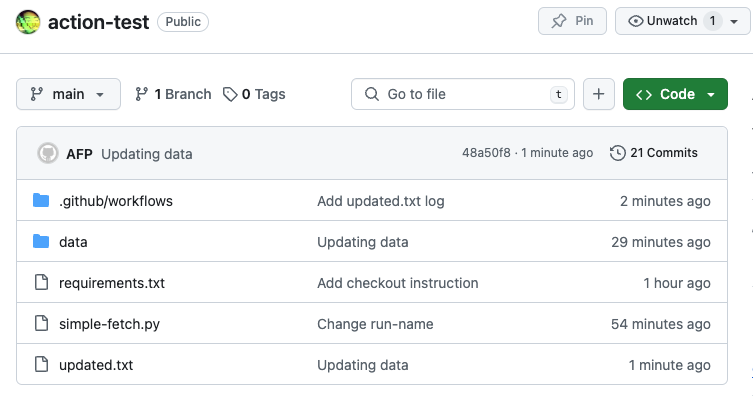 action-test Public Pin Unwatch 1
main 1 Branch 0 Tags Go to file t + Code
AFP Updating data 48a50f8 · 1 minute ago 21 Commits
.github/workflows Add updated.txt log 2 minutes ago
data Updating data 29 minutes ago
requirements.txt Add checkout instruction 1 hour ago
simple-fetch.py Change run-name 54 minutes ago
updated.txt Updating data 1 minute ago